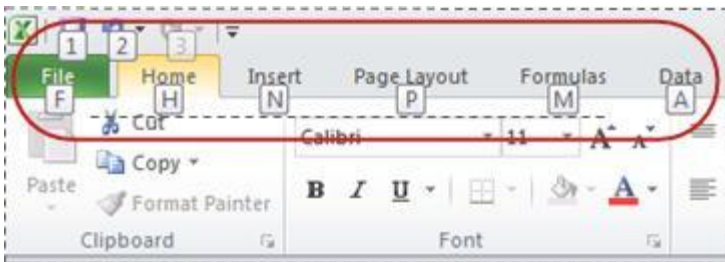 1 2 3
File Home Insert Page Layout Formulas Data
F H N P M A
Cut
Calibri 11 A A
Copy
Paste
Format Painter
B I U A
Clipboard Font